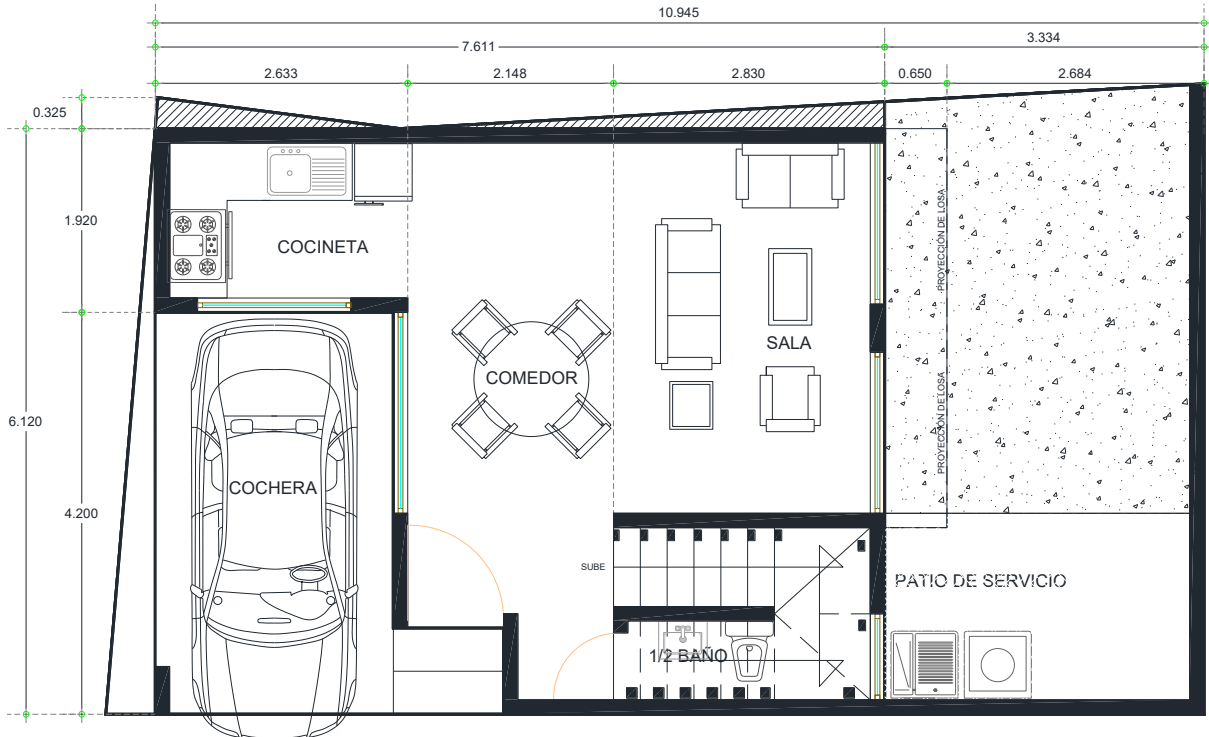 10.945
7.611
3.334
2.633
2.148
2.830
0.650
2.684
0.325
1.920
COCINETA
PROYECCIÓN DE LOSA
SALA
COMEDOR
6.120
PROYECCIÓN DE LOSA
COCHERA
4.200
SUBE
PATIO DE SERVICIO
1/2 BAÑO